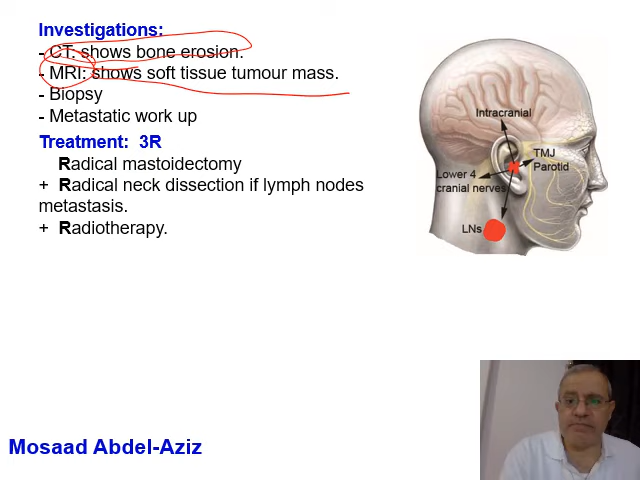 Investigations:
- CT: shows bone erosion.
- MRI: shows soft tissue tumour mass.
- Biopsy
- Metastatic work up
Treatment:  3R
Radical mastoidectomy
+  Radical neck dissection if lymph nodes
metastasis.
+  Radiotherapy.
Intracranial
TMJ
Parotid
Lower 4
cranial nerves
LNs
Mosaad Abdel-Aziz